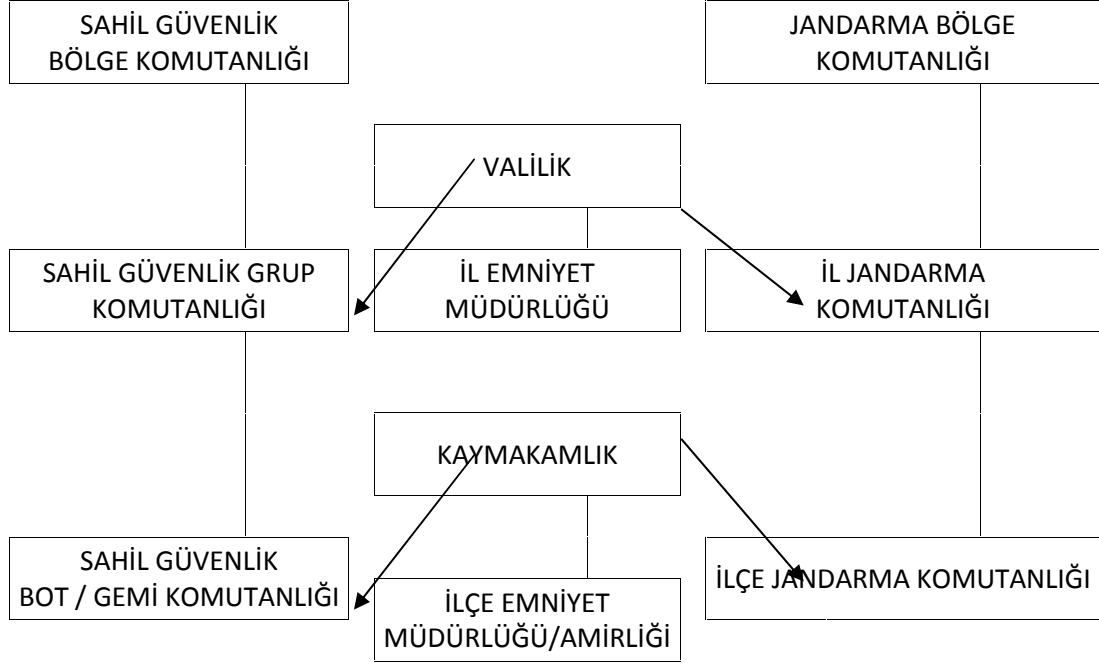 SAHİL GÜVENLİK
BÖLGE KOMUTANLIĞI
JANDARMA BÖLGE
KOMUTANLIĞI
VALİLİK
SAHİL GÜVENLİK GRUP
KOMUTANLIĞI
İL EMNİYET
MÜDÜRLÜĞÜ
İL JANDARMA
KOMUTANLIĞI
KAYMAKAMLIK
SAHİL GÜVENLİK
BOT / GEMİ KOMUTANLIĞI
İLÇE EMNİYET
MÜDÜRLÜĞÜ/AMİRLİĞİ
İLÇE JANDARMA KOMUTANLIĞI